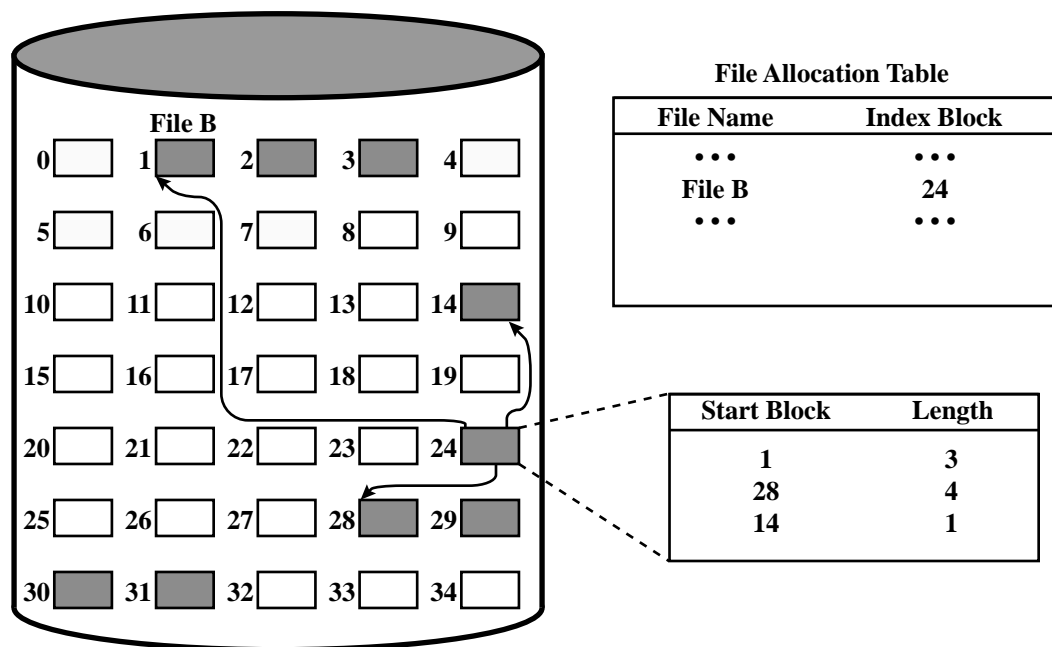 File B
0 1 2 3 4
5 6 7 8 9
10 11 12 13 14
15 16 17 18 19
20 21 22 23 24
25 26 27 28 29
30 31 32 33 34
File Allocation Table
File Name Index Block
• • • • • •
File B 24
• • • • • •
Start Block Length
1 3
28 4
14 1